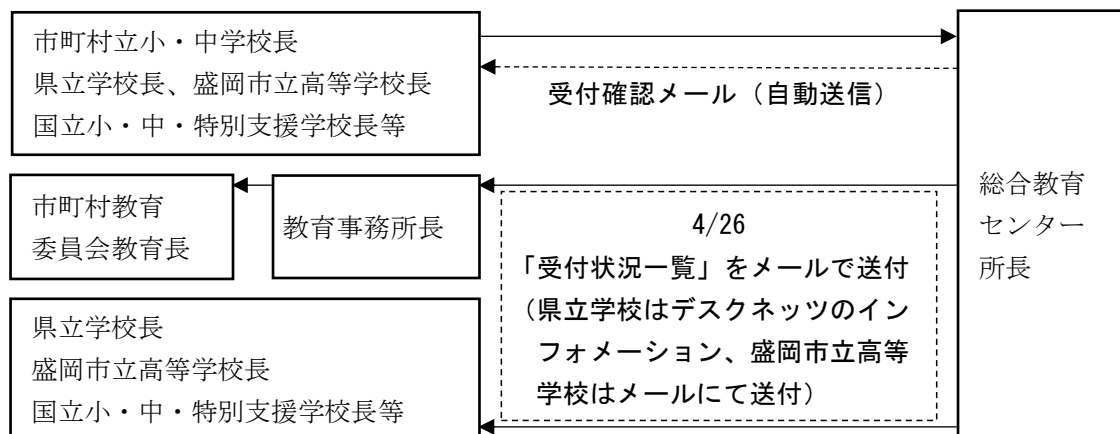 市町村立小・中学校長
県立学校長、盛岡市立高等学校長
国立小・中・特別支援学校長等
受付確認メール（自動送信）
市町村教育
委員会教育長
教育事務所長
4/26
「受付状況一覧」をメールで送付
（県立学校はデスクネッツのイン
フォメーション、盛岡市立高等
学校はメールにて送付）
県立学校長
盛岡市立高等学校長
国立小・中・特別支援学校長等
総合教育
センター
所長